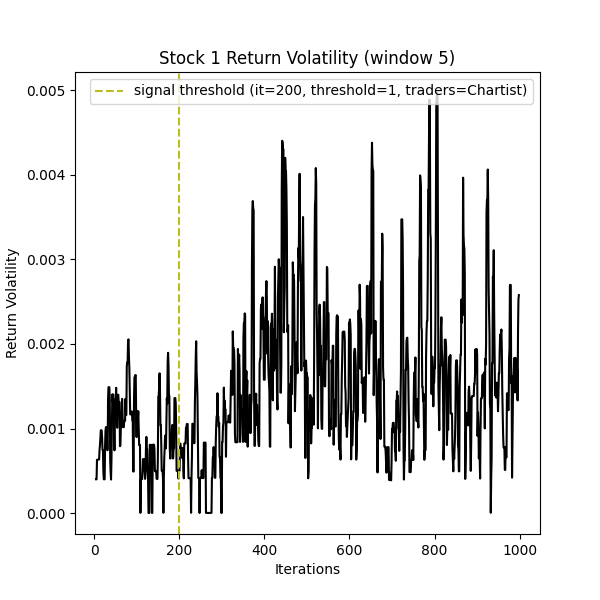 Stock 1 Return Volatility (window 5)
signal threshold (it=200, threshold=1, traders=Chartist)
Return Volatility
0.005
0.004
0.003
0.002
0.001
0.000
0 200 400 600 800 1000
Iterations